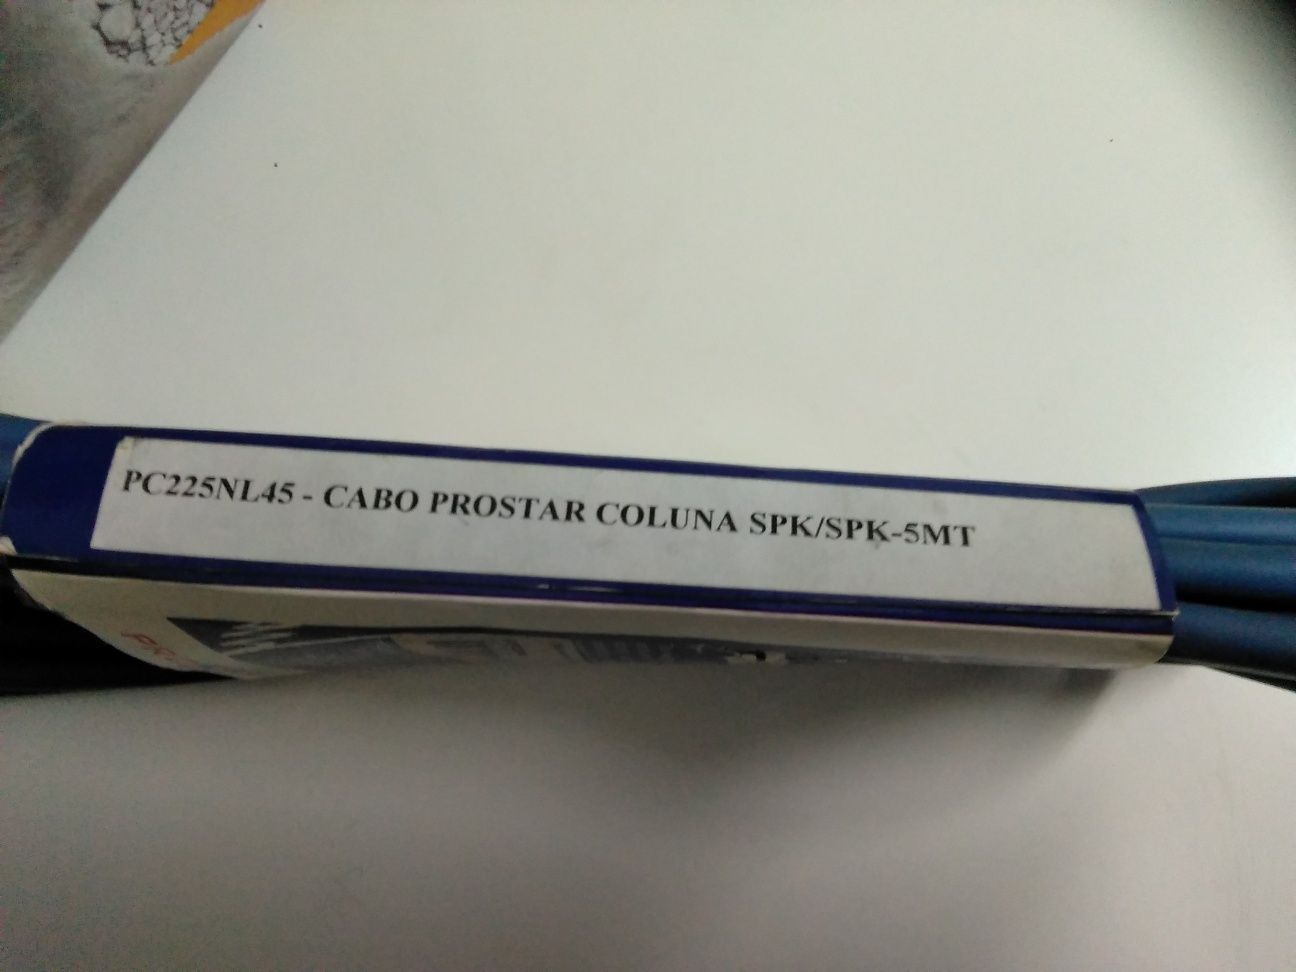 PC225NL45 - CABO PROSTAR COLUNA SPK/SPK-5MT